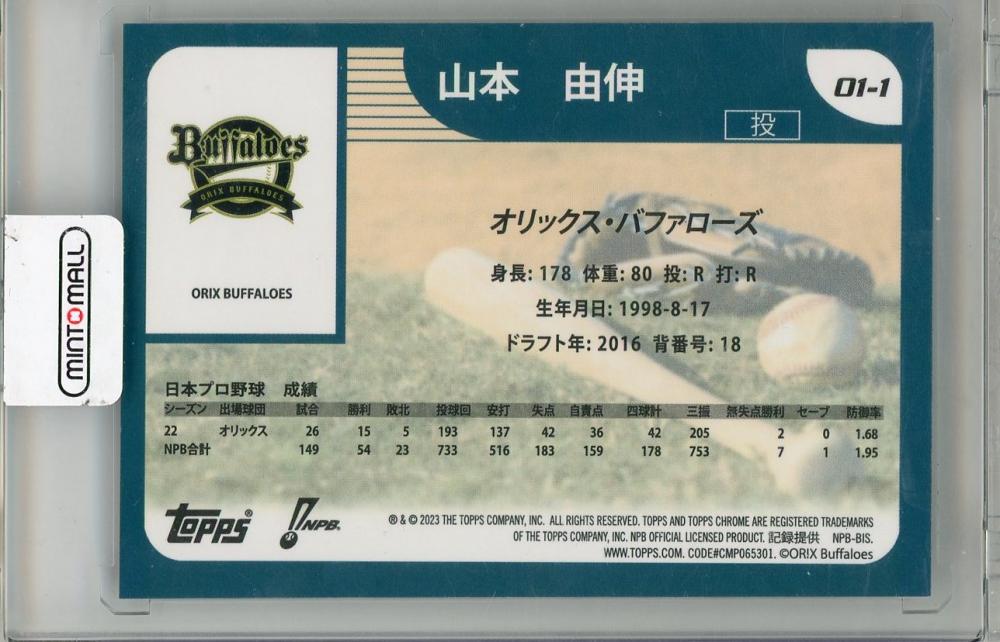 山本 由伸
01-1
投
Buffaloes
ORIX BUFFALOES
ORIX BUFFALOES
オリックス・バファローズ
身長: 178 体重: 80 投: R 打: R
生年月日: 1998-8-17
ドラフト年: 2016 背番号: 18
MINTOMALL
日本プロ野球 成績
シーズン 出場球団 試合 勝利 敗北 投球回 安打 失点 自責点 四球計 三振 無失点勝利 セーブ 防御率
22 オリックス 26 15 5 193 137 42 36 42 205 2 0 1.68
NPB合計 149 54 23 733 516 183 159 178 753 7 1 1.95
topps®
NPB
® & © 2023 THE TOPPS COMPANY, INC. ALL RIGHTS RESERVED. TOPPS AND TOPPS CHROME ARE REGISTERED TRADEMARKS
OF THE TOPPS COMPANY, INC. NPB OFFICIAL LICENSED PRODUCT. 記録提供 NPB-BIS.
WWW.TOPPS.COM. CODE#CMP065301. ©ORIX Buffaloes